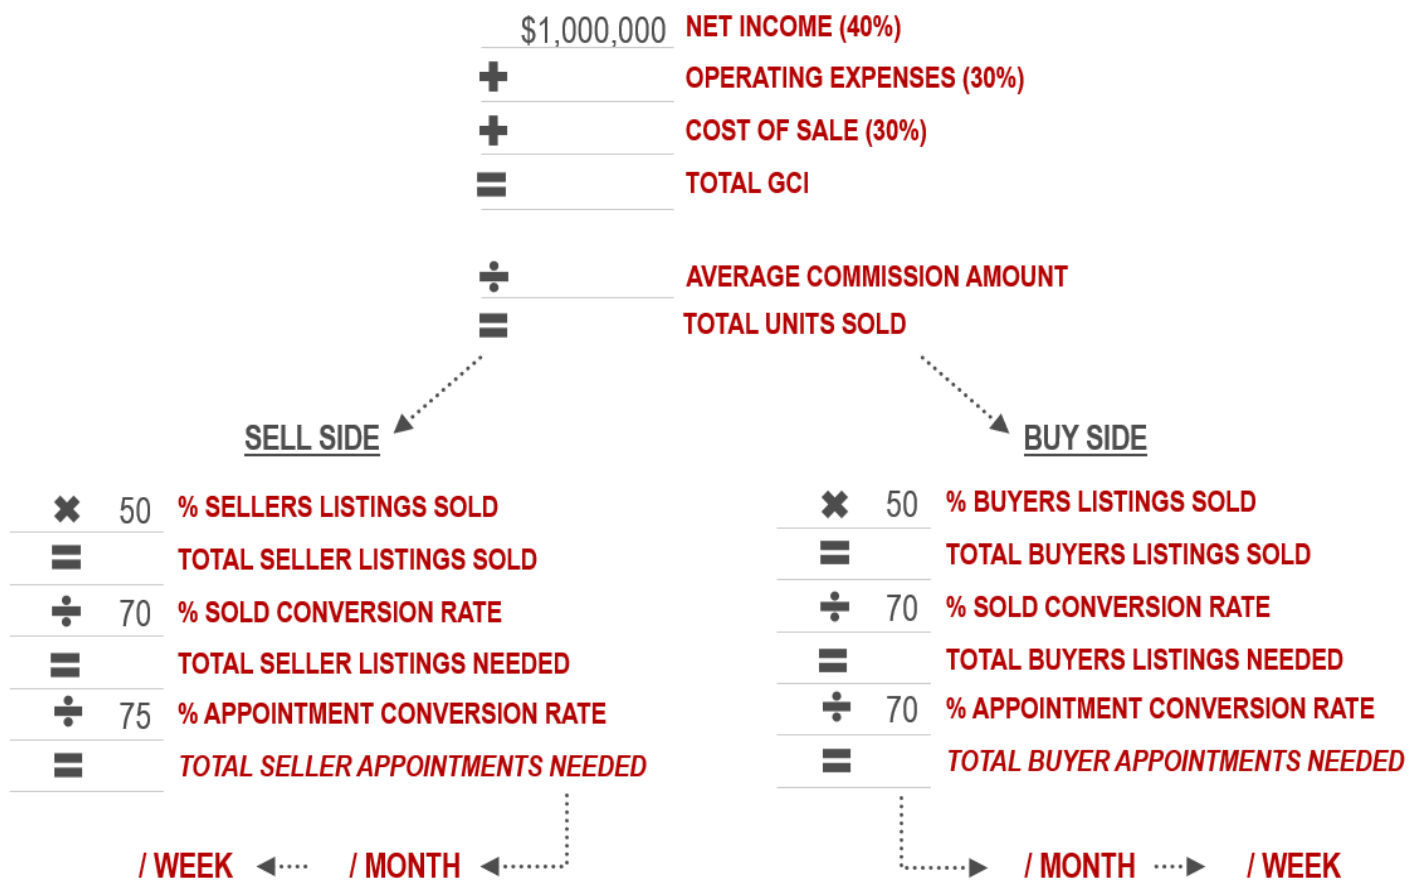 $1,000,000 NET INCOME (40%)
+ OPERATING EXPENSES (30%)
+ COST OF SALE (30%)
= TOTAL GCI
÷ AVERAGE COMMISSION AMOUNT
= TOTAL UNITS SOLD
SELL SIDE
✖ 50 % SELLERS LISTINGS SOLD
= TOTAL SELLER LISTINGS SOLD
÷ 70 % SOLD CONVERSION RATE
= TOTAL SELLER LISTINGS NEEDED
÷ 75 % APPOINTMENT CONVERSION RATE
= TOTAL SELLER APPOINTMENTS NEEDED
/ WEEK / MONTH
BUY SIDE
✖ 50 % BUYERS LISTINGS SOLD
= TOTAL BUYERS LISTINGS SOLD
÷ 70 % SOLD CONVERSION RATE
= TOTAL BUYERS LISTINGS NEEDED
÷ 70 % APPOINTMENT CONVERSION RATE
= TOTAL BUYER APPOINTMENTS NEEDED
/ MONTH / WEEK